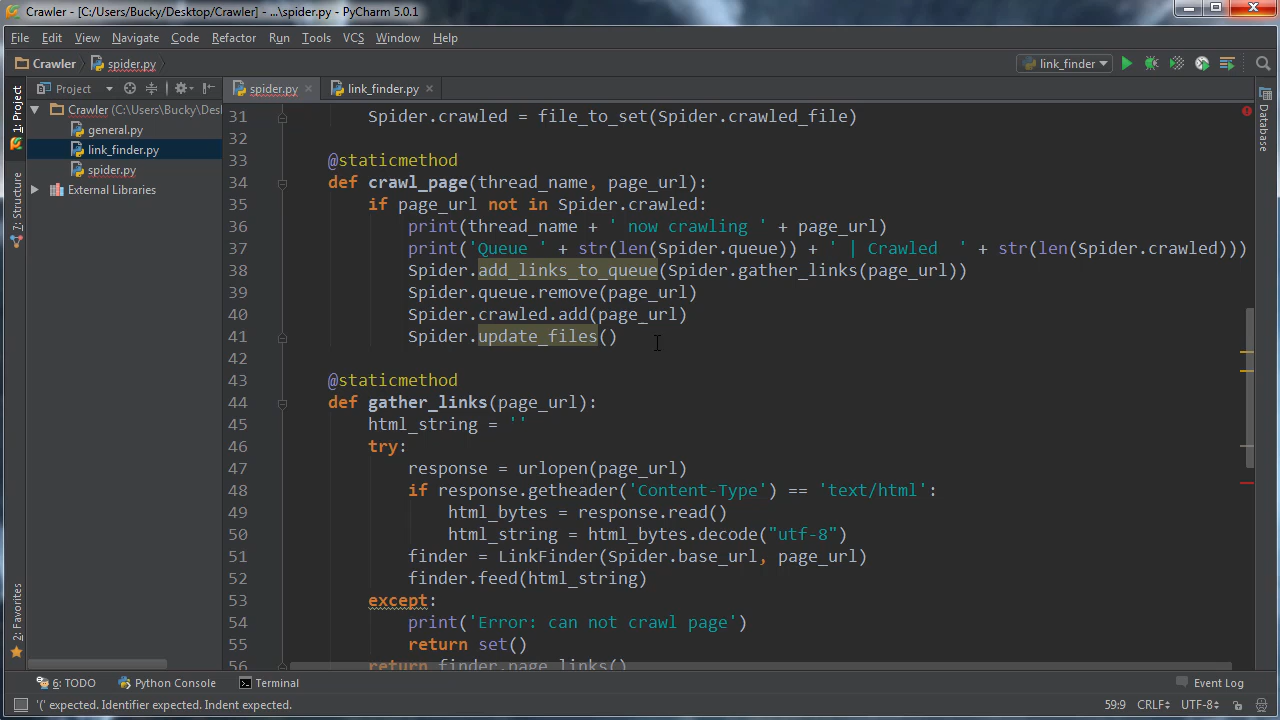 Crawler - [C:/Users/Bucky/Desktop/Crawler] - ...\spider.py - PyCharm 5.0.1
File Edit View Navigate Code Refactor Run Tools VCS Window Help
Crawler spider.py link_finder
1: Project
Project
spider.py link_finder.py
Database
Crawler (C:\Users\Bucky\Des
general.py
link_finder.py
spider.py
External Libraries
7: Structure
2: Favorites
31 Spider.crawled = file_to_set(Spider.crawled_file)
32
33 @staticmethod
34 def crawl_page(thread_name, page_url):
35 if page_url not in Spider.crawled:
36 print(thread_name + ' now crawling ' + page_url)
37 print('Queue ' + str(len(Spider.queue)) + ' | Crawled  ' + str(len(Spider.crawled)))
38 Spider.add_links_to_queue(Spider.gather_links(page_url))
39 Spider.queue.remove(page_url)
40 Spider.crawled.add(page_url)
41 Spider.update_files()
42
43 @staticmethod
44 def gather_links(page_url):
45 html_string = ''
46 try:
47 response = urlopen(page_url)
48 if response.getheader('Content-Type') == 'text/html':
49 html_bytes = response.read()
50 html_string = html_bytes.decode("utf-8")
51 finder = LinkFinder(Spider.base_url, page_url)
52 finder.feed(html_string)
53 except:
54 print('Error: can not crawl page')
55 return set()
56 return finder.page_links()
6: TODO Python Console Terminal Event Log
'(' expected. Identifier expected. Indent expected. 59:9 CRLF UTF-8